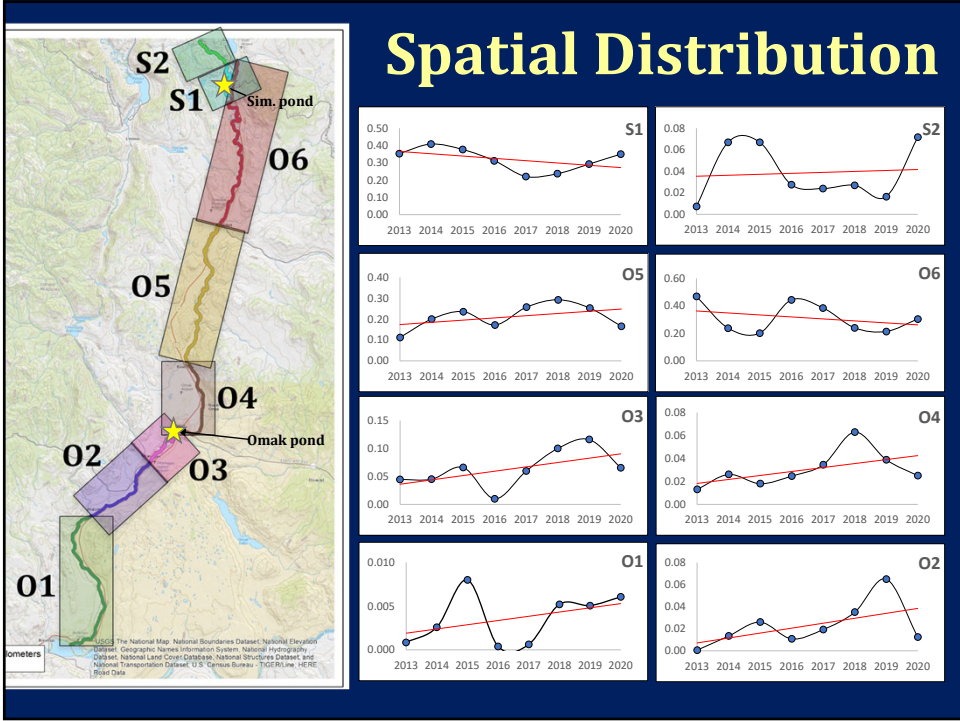 Spatial Distribution
S2
S1
Sim. pond
O6
O5
O4
Omak pond
O2
O3
O1
USGS The National Map: National Boundaries Dataset, National Elevation
Dataset, Geographic Names Information System, National Hydrography
Dataset, National Land Cover Database, National Structures Dataset, and
National Transportation Dataset; U.S. Census Bureau - TIGER/Line; HERE
Road Data
lometers
S1
0.50
0.40
0.30
0.20
0.10
0.00
2013 2014 2015 2016 2017 2018 2019 2020
S2
0.08
0.06
0.04
0.02
0.00
2013 2014 2015 2016 2017 2018 2019 2020
O5
0.40
0.30
0.20
0.10
0.00
2013 2014 2015 2016 2017 2018 2019 2020
O6
0.60
0.40
0.20
0.00
2013 2014 2015 2016 2017 2018 2019 2020
O3
0.15
0.10
0.05
0.00
2013 2014 2015 2016 2017 2018 2019 2020
O4
0.08
0.06
0.04
0.02
0.00
2013 2014 2015 2016 2017 2018 2019 2020
O1
0.010
0.005
0.000
2013 2014 2015 2016 2017 2018 2019 2020
O2
0.08
0.06
0.04
0.02
0.00
2013 2014 2015 2016 2017 2018 2019 2020